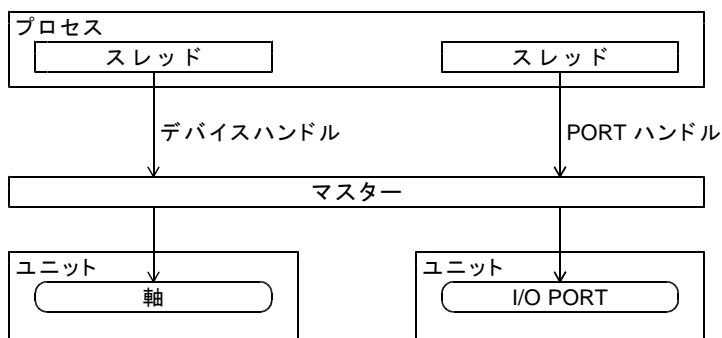 プロセス
スレッド
スレッド
デバイスハンドル
PORT ハンドル
マスター
ユニット
ユニット
軸
I/O PORT